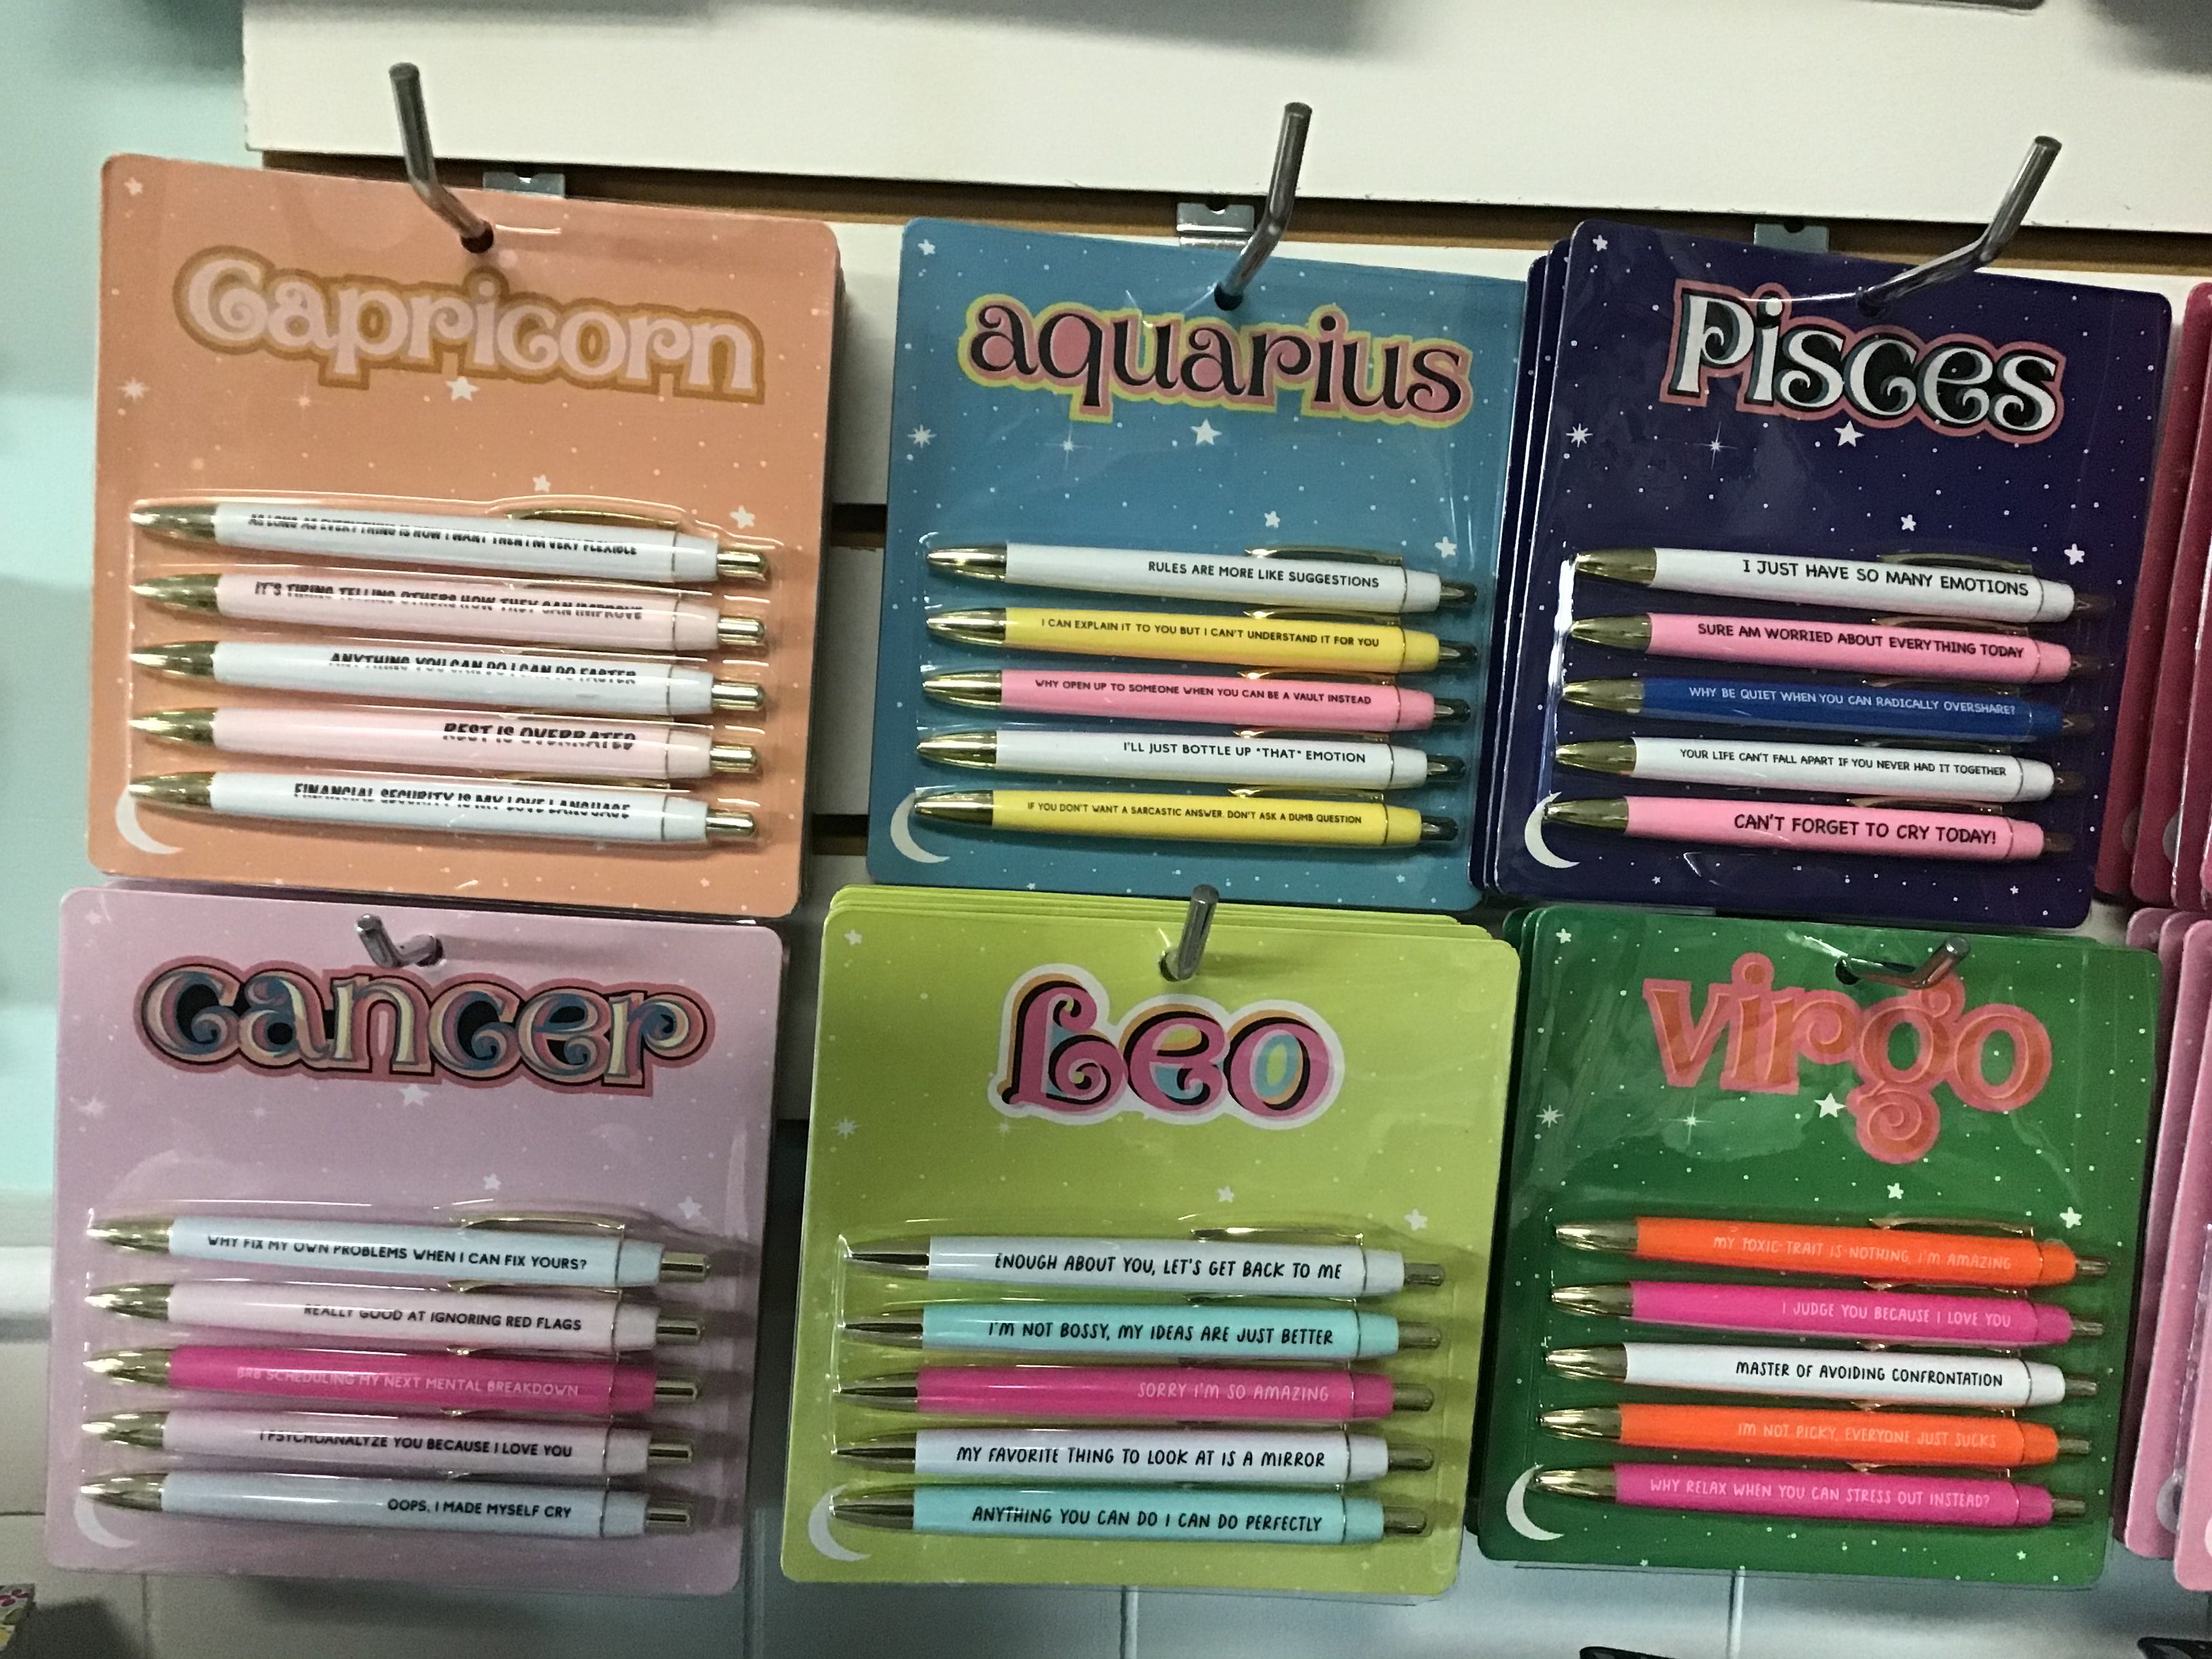 Capricorn
AS LONG AS EVERYTHING IS HOW I WANT THEN I'M VERY FLEXIBLE
IT'S TIRING TELLING OTHERS HOW THEY CAN IMPROVE
ANYTHING YOU CAN DO I CAN DO FASTER
REST IS OVERRATED
FINANCIAL SECURITY IS MY LOVE LANGUAGE
aquarius
RULES ARE MORE LIKE SUGGESTIONS
I CAN EXPLAIN IT TO YOU BUT I CAN'T UNDERSTAND IT FOR YOU
WHY OPEN UP TO SOMEONE WHEN YOU CAN BE A VAULT INSTEAD
I'LL JUST BOTTLE UP *THAT* EMOTION
IF YOU DON'T WANT A SARCASTIC ANSWER, DON'T ASK A DUMB QUESTION
Pisces
I JUST HAVE SO MANY EMOTIONS
SURE AM WORRIED ABOUT EVERYTHING TODAY
WHY BE QUIET WHEN YOU CAN RADICALLY OVERSHARE?
YOUR LIFE CAN'T FALL APART IF YOU NEVER HAD IT TOGETHER
CAN'T FORGET TO CRY TODAY!
cancer
WHY FIX MY OWN PROBLEMS WHEN I CAN FIX YOURS?
REALLY GOOD AT IGNORING RED FLAGS
BRB SCHEDULING MY NEXT MENTAL BREAKDOWN
I PSYCHOANALYZE YOU BECAUSE I LOVE YOU
OOPS, I MADE MYSELF CRY
Leo
ENOUGH ABOUT YOU, LET'S GET BACK TO ME
I'M NOT BOSSY, MY IDEAS ARE JUST BETTER
SORRY I'M SO AMAZING
MY FAVORITE THING TO LOOK AT IS A MIRROR
ANYTHING YOU CAN DO I CAN DO PERFECTLY
virgo
MY TOXIC TRAIT IS NOTHING, I'M AMAZING
I JUDGE YOU BECAUSE I LOVE YOU
MASTER OF AVOIDING CONFRONTATION
IM NOT PICKY, EVERYONE JUST SUCKS
WHY RELAX WHEN YOU CAN STRESS OUT INSTEAD?